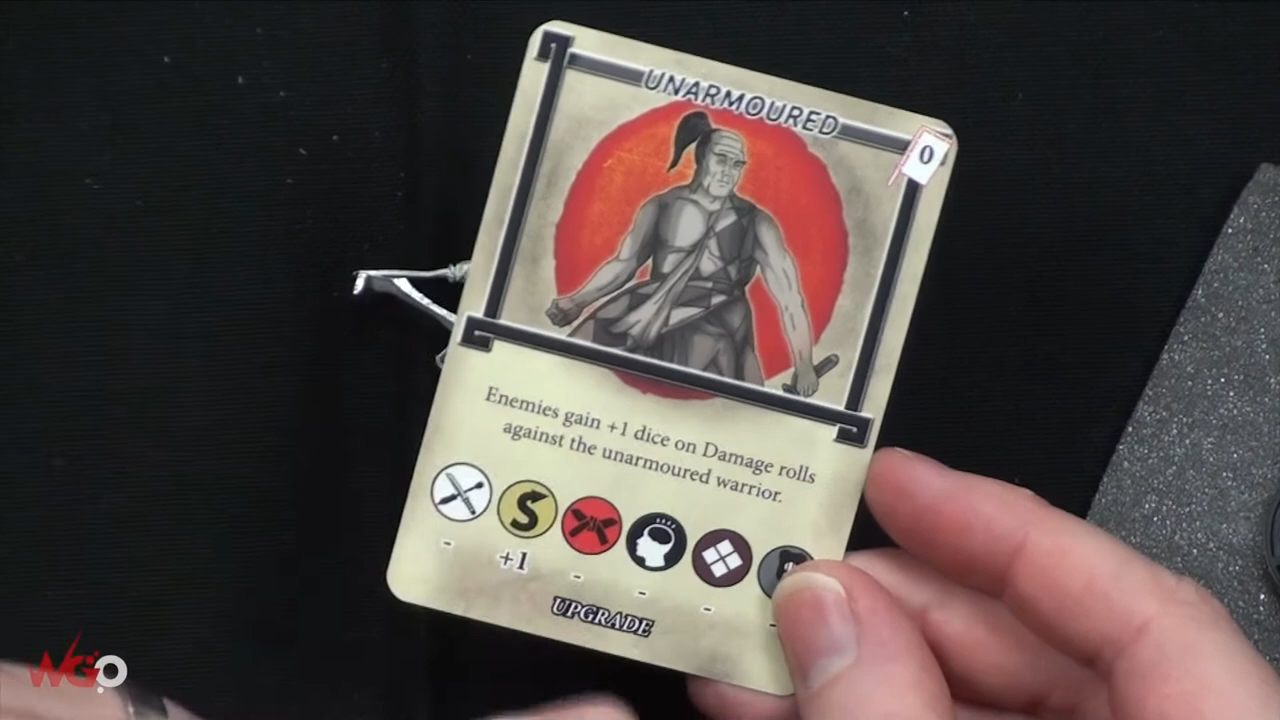 UNARMOURED
0
Enemies gain +1 dice on Damage rolls
against the unarmoured warrior.
- +1 - - - -
UPGRADE
WGO